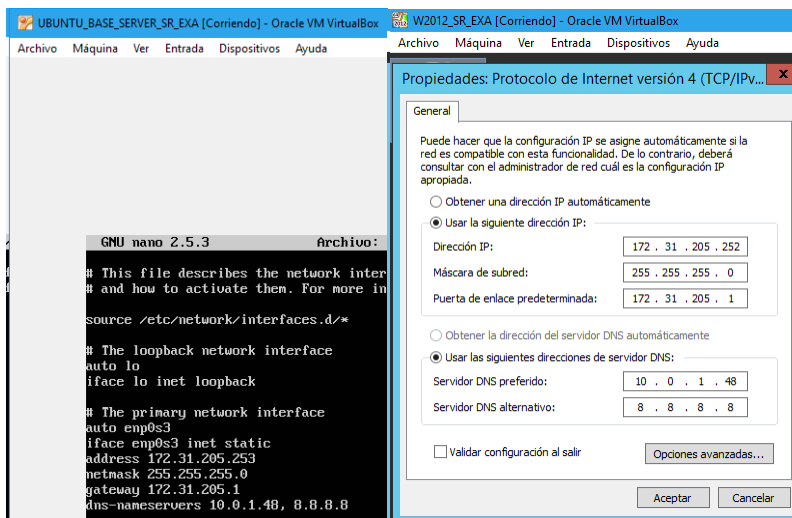 UBUNTU_BASE_SERVER_SR_EXA [Corriendo] - Oracle VM VirtualBox
Archivo Máquina Ver Entrada Dispositivos Ayuda
GNU nano 2.5.3 Archivo:
# This file describes the network inter
# and how to activate them. For more in
source /etc/network/interfaces.d/*
# The loopback network interface
auto lo
iface lo inet loopback
# The primary network interface
auto enp0s3
iface enp0s3 inet static
address 172.31.205.253
netmask 255.255.255.0
gateway 172.31.205.1
dns-nameservers 10.0.1.48, 8.8.8.8
W2012_SR_EXA [Corriendo] - Oracle VM VirtualBox
Archivo Máquina Ver Entrada Dispositivos Ayuda
Propiedades: Protocolo de Internet versión 4 (TCP/IPv... x
General
Puede hacer que la configuración IP se asigne automáticamente si la
red es compatible con esta funcionalidad. De lo contrario, deberá
consultar con el administrador de red cuál es la configuración IP
apropiada.
Obtener una dirección IP automáticamente
Usar la siguiente dirección IP:
Dirección IP: 172 . 31 . 205 . 252
Máscara de subred: 255 . 255 . 255 . 0
Puerta de enlace predeterminada: 172 . 31 . 205 . 1
Obtener la dirección del servidor DNS automáticamente
Usar las siguientes direcciones de servidor DNS:
Servidor DNS preferido: 10 . 0 . 1 . 48
Servidor DNS alternativo: 8 . 8 . 8 . 8
Validar configuración al salir Opciones avanzadas...
Aceptar Cancelar